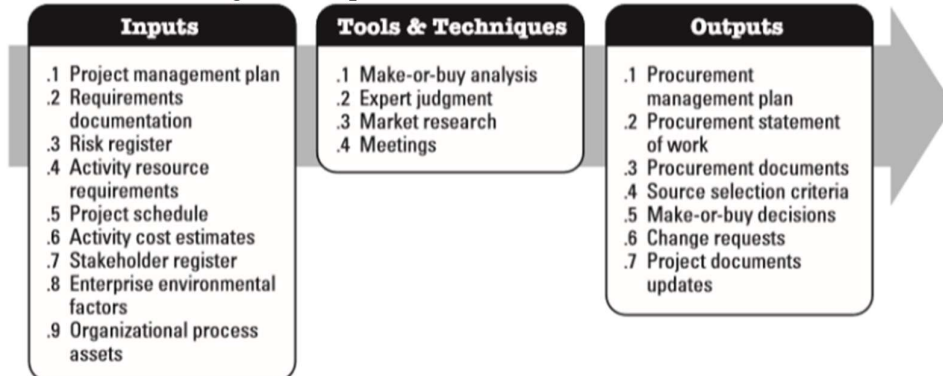 Inputs
.1 Project management plan
.2 Requirements
documentation
.3 Risk register
.4 Activity resource
requirements
.5 Project schedule
.6 Activity cost estimates
.7 Stakeholder register
.8 Enterprise environmental
factors
.9 Organizational process
assets
Tools & Techniques
.1 Make-or-buy analysis
.2 Expert judgment
.3 Market research
.4 Meetings
Outputs
.1 Procurement
management plan
.2 Procurement statement
of work
.3 Procurement documents
.4 Source selection criteria
.5 Make-or-buy decisions
.6 Change requests
.7 Project documents
updates